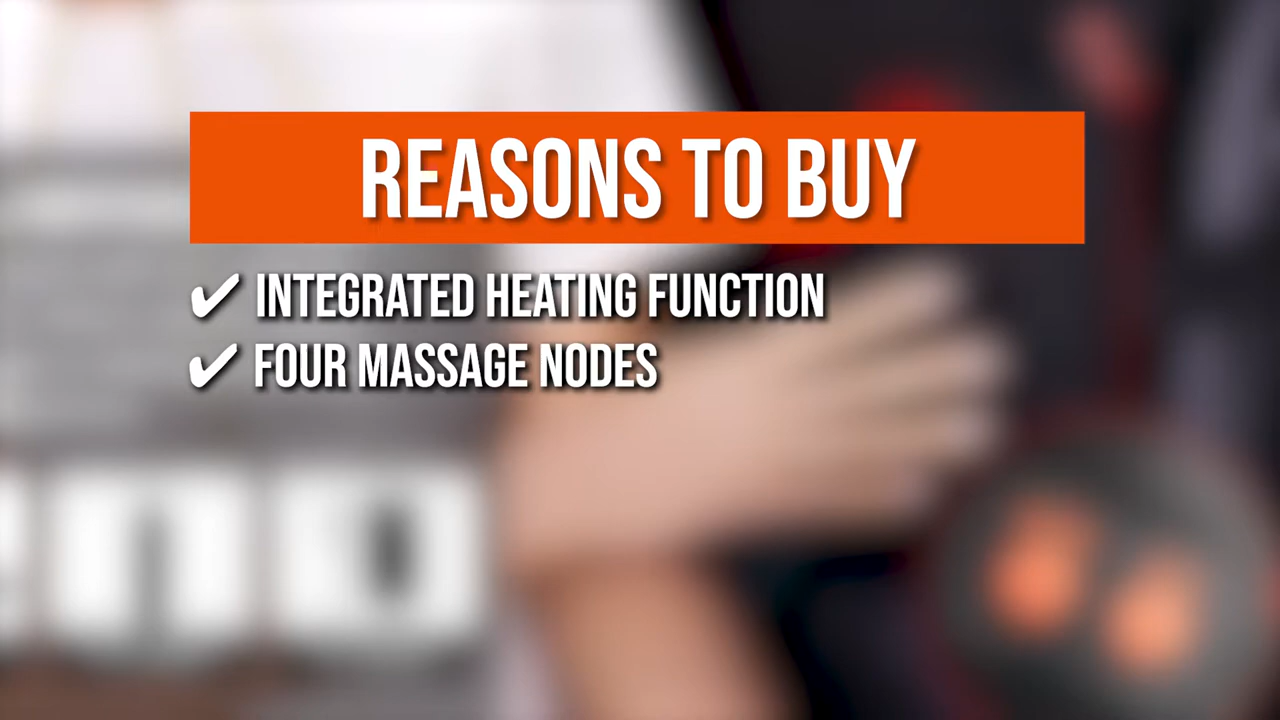 REASONS TO BUY
✔ INTEGRATED HEATING FUNCTION
✔ FOUR MASSAGE NODES